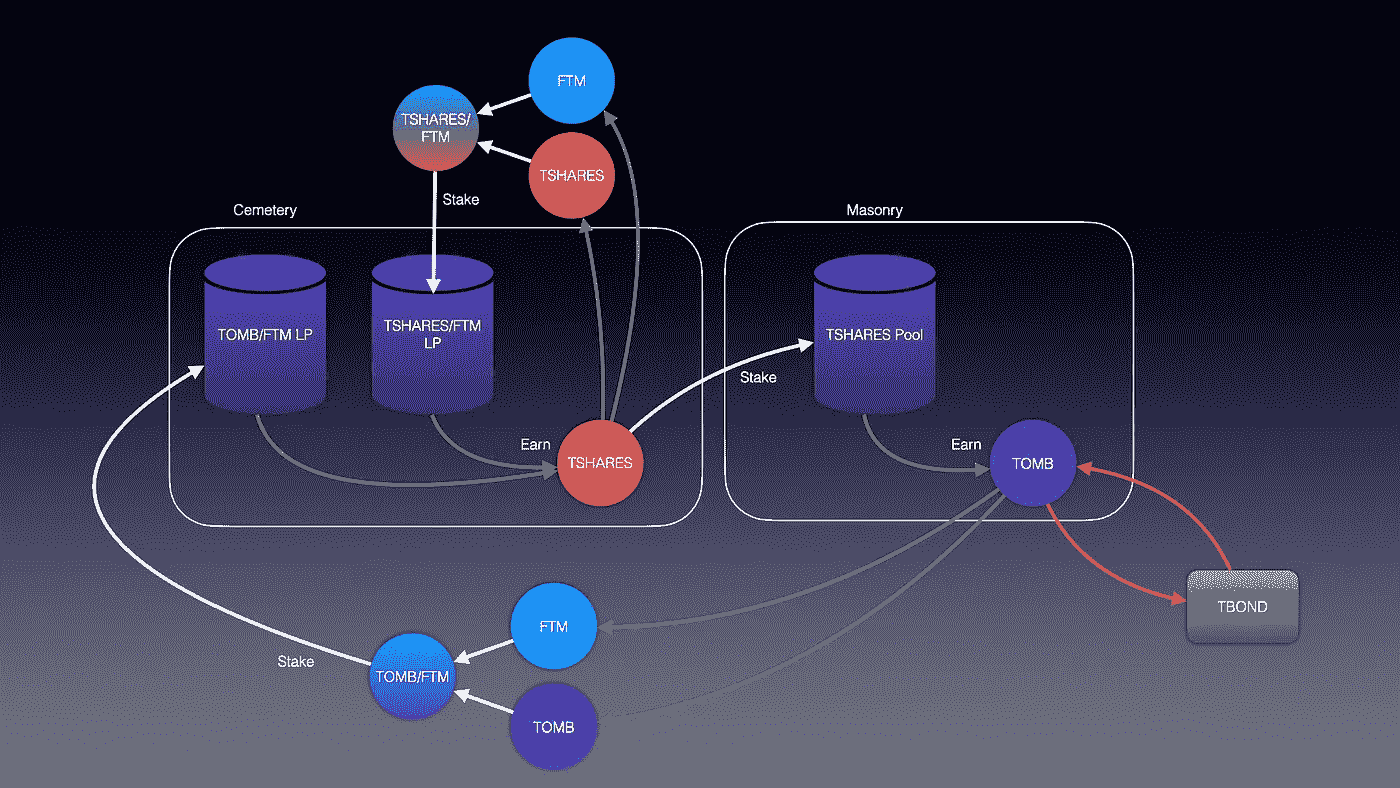 FTM
TSHARES/
FTM
TSHARES
Stake
Cemetery
Masonry
TOMB/FTM LP
TSHARES/FTM
LP
TSHARES Pool
Stake
Earn
TSHARES
Earn
TOMB
TBOND
FTM
Stake
TOMB/FTM
TOMB